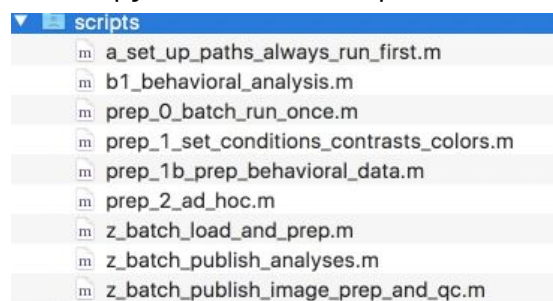 scripts
m a_set_up_paths_always_run_first.m
m b1_behavioral_analysis.m
m prep_0_batch_run_once.m
m prep_1_set_conditions_contrasts_colors.m
m prep_1b_prep_behavioral_data.m
m prep_2_ad_hoc.m
m z_batch_load_and_prep.m
m z_batch_publish_analyses.m
m z_batch_publish_image_prep_and_qc.m